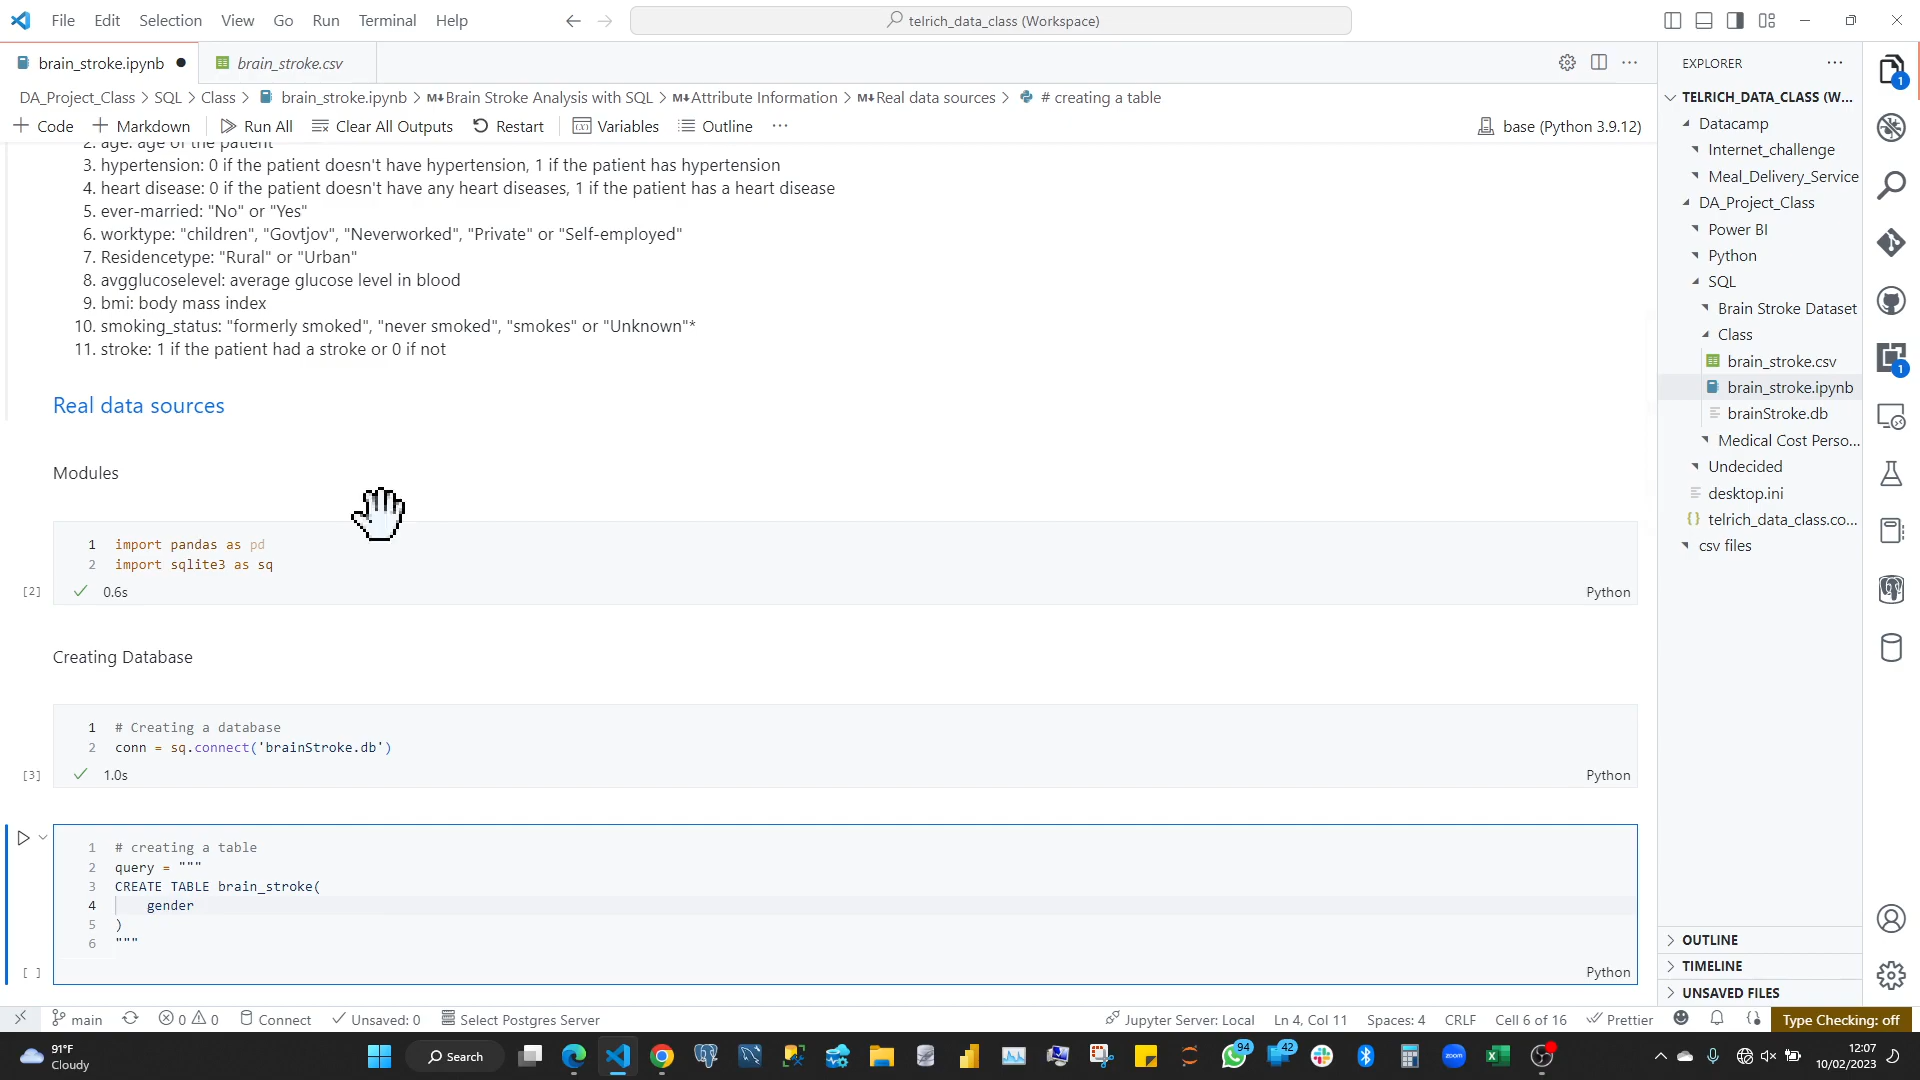 File Edit Selection View Go Run Terminal Help
telrich_data_class (Workspace)
brain_stroke.ipynb
brain_stroke.csv
DA_Project_Class > SQL > Class > brain_stroke.ipynb > M↓Brain Stroke Analysis with SQL > M↓Attribute Information > M↓Real data sources > # creating a table
Code Markdown Run All Clear All Outputs Restart Variables Outline ...
base (Python 3.9.12)
2. age: age of the patient
3. hypertension: 0 if the patient doesn't have hypertension, 1 if the patient has hypertension
4. heart disease: 0 if the patient doesn't have any heart diseases, 1 if the patient has a heart disease
5. ever-married: "No" or "Yes"
6. worktype: "children", "Govtjov", "Neverworked", "Private" or "Self-employed"
7. Residencetype: "Rural" or "Urban"
8. avgglucoselevel: average glucose level in blood
9. bmi: body mass index
10. smoking_status: "formerly smoked", "never smoked", "smokes" or "Unknown"*
11. stroke: 1 if the patient had a stroke or 0 if not
Real data sources
Modules
1 import pandas as pd
2 import sqlite3 as sq
[2] 0.6s
Python
Creating Database
1 # Creating a database
2 conn = sq.connect('brainStroke.db')
[3] 1.0s
Python
1 # creating a table
2 query = """
3 CREATE TABLE brain_stroke(
4 gender
5 )
6 """
[ ]
Python
EXPLORER
TELRICH_DATA_CLASS (W...
Datacamp
Internet_challenge
Meal_Delivery_Service
DA_Project_Class
Power BI
Python
SQL
Brain Stroke Dataset
Class
brain_stroke.csv
brain_stroke.ipynb
brainStroke.db
Medical Cost Perso...
Undecided
desktop.ini
telrich_data_class.co...
csv files
OUTLINE
TIMELINE
UNSAVED FILES
1
1
main 0 0 Connect Unsaved: 0 Select Postgres Server
Jupyter Server: Local Ln 4, Col 11 Spaces: 4 CRLF Cell 6 of 16 Prettier Type Checking: off
91°F
Cloudy
Search
94
42
zoom
12:07
10/02/2023